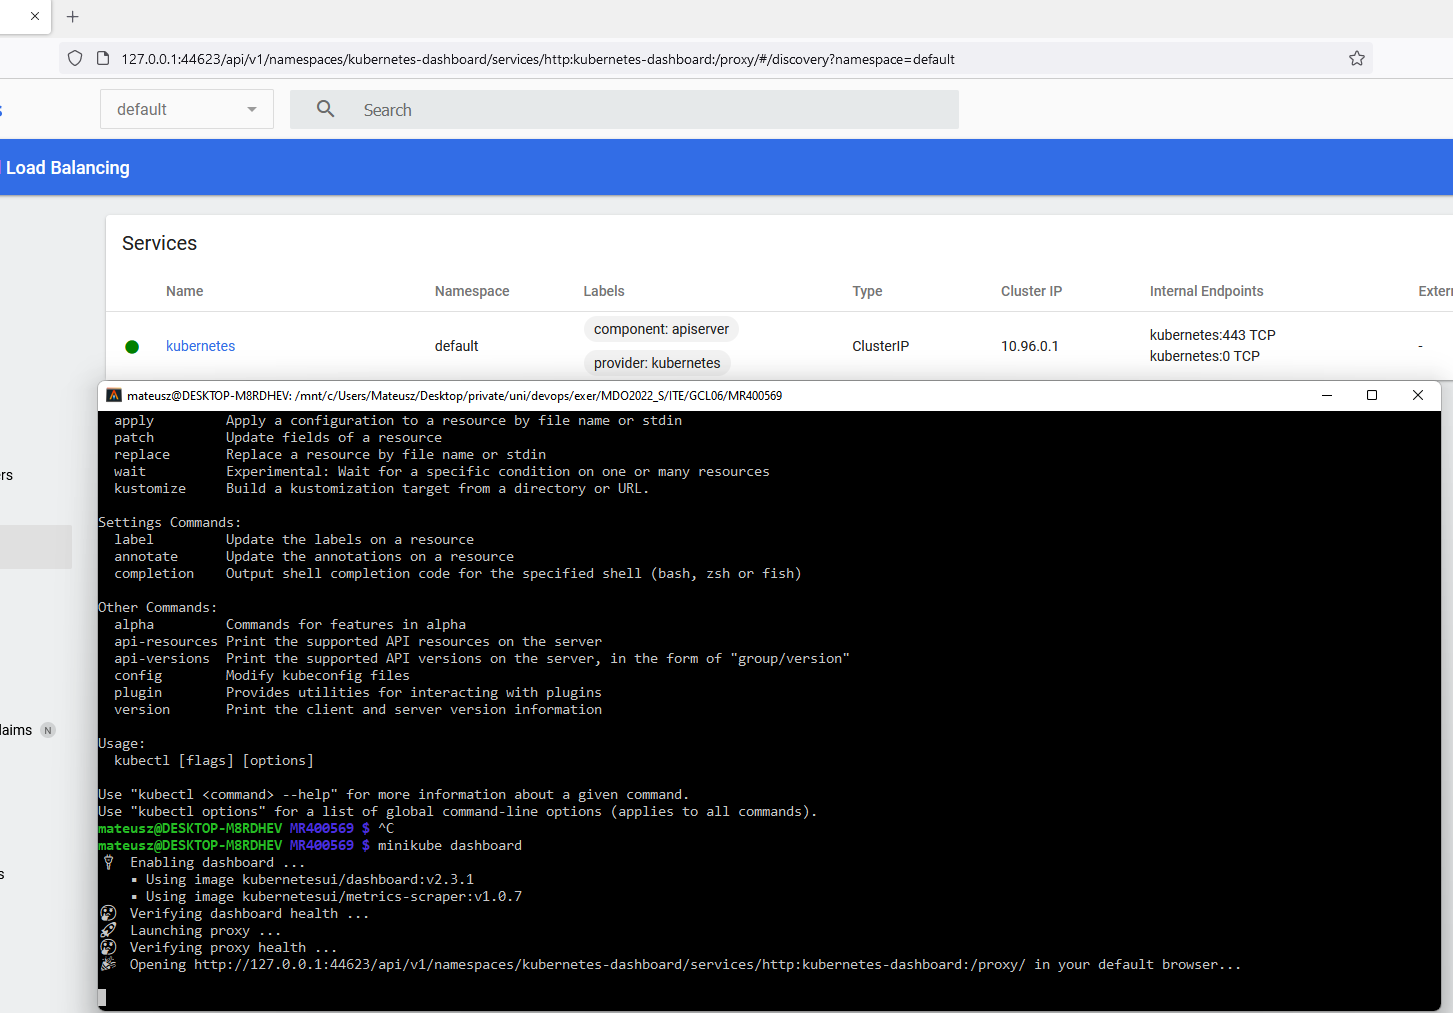 127.0.0.1:44623/api/v1/namespaces/kubernetes-dashboard/services/http:kubernetes-dashboard:/proxy/#/discovery?namespace=default
default
Search
Load Balancing
Services
Name Namespace Labels Type Cluster IP Internal Endpoints Extern
kubernetes default component: apiserver ClusterIP 10.96.0.1 kubernetes:443 TCP -
provider: kubernetes kubernetes:0 TCP
rs
laims N
s
mateusz@DESKTOP-M8RDHEV: /mnt/c/Users/Mateusz/Desktop/private/uni/devops/exer/MDO2022_S/ITE/GCL06/MR400569
apply Apply a configuration to a resource by file name or stdin
patch Update fields of a resource
replace Replace a resource by file name or stdin
wait Experimental: Wait for a specific condition on one or many resources
kustomize Build a kustomization target from a directory or URL.
Settings Commands:
label Update the labels on a resource
annotate Update the annotations on a resource
completion Output shell completion code for the specified shell (bash, zsh or fish)
Other Commands:
alpha Commands for features in alpha
api-resources Print the supported API resources on the server
api-versions Print the supported API versions on the server, in the form of "group/version"
config Modify kubeconfig files
plugin Provides utilities for interacting with plugins
version Print the client and server version information
Usage:
kubectl [flags] [options]
Use "kubectl <command> --help" for more information about a given command.
Use "kubectl options" for a list of global command-line options (applies to all commands).
mateusz@DESKTOP-M8RDHEV MR400569 $ ^C
mateusz@DESKTOP-M8RDHEV MR400569 $ minikube dashboard
Enabling dashboard ...
▪ Using image kubernetesui/dashboard:v2.3.1
▪ Using image kubernetesui/metrics-scraper:v1.0.7
Verifying dashboard health ...
Launching proxy ...
Verifying proxy health ...
Opening http://127.0.0.1:44623/api/v1/namespaces/kubernetes-dashboard/services/http:kubernetes-dashboard:/proxy/ in your default browser...